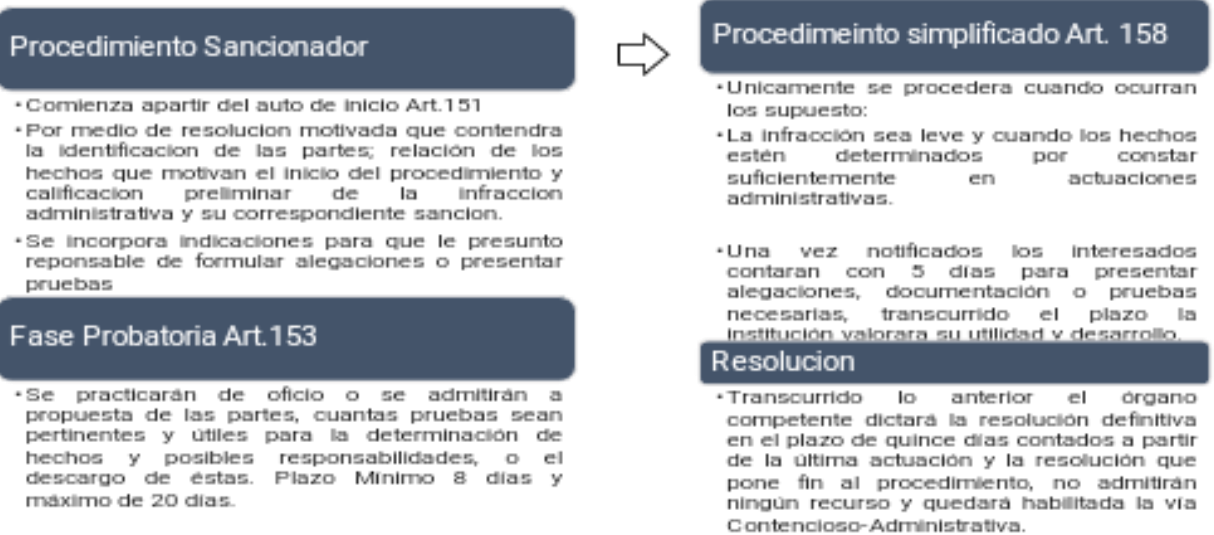 Procedimiento Sancionador
•Comienza apartir del auto de inicio Art.151
•Por medio de resolucion motivada que contendra
la identificacion de las partes; relación de los
hechos que motivan el inicio del procedimiento y
calificacion preliminar de la infraccion
administrativa y su correspondiente sancion.
•Se incorpora indicaciones para que le presunto
reponsable de formular alegaciones o presentar
pruebas
Fase Probatoria Art.153
•Se practicarán de oficio o se admitirán a
propuesta de las partes, cuantas pruebas sean
pertinentes y útiles para la determinación de
hechos y posibles responsabilidades, o el
descargo de éstas. Plazo Mínimo 8 días y
máximo de 20 días.
Procedimeinto simplificado Art. 158
•Unicamente se procedera cuando ocurran
los supuesto:
•La infracción sea leve y cuando los hechos
estén determinados por constar
suficientemente en actuaciones
administrativas.
•Una vez notificados los interesados
contaran con 5 días para presentar
alegaciones, documentación o pruebas
necesarias, transcurrido el plazo la
institución valorara su utilidad y desarrollo.
Resolucion
•Transcurrido lo anterior el órgano
competente dictará la resolución definitiva
en el plazo de quince días contados a partir
de la última actuación y la resolución que
pone fin al procedimiento, no admitirán
ningún recurso y quedará habilitada la vía
Contencioso-Administrativa.